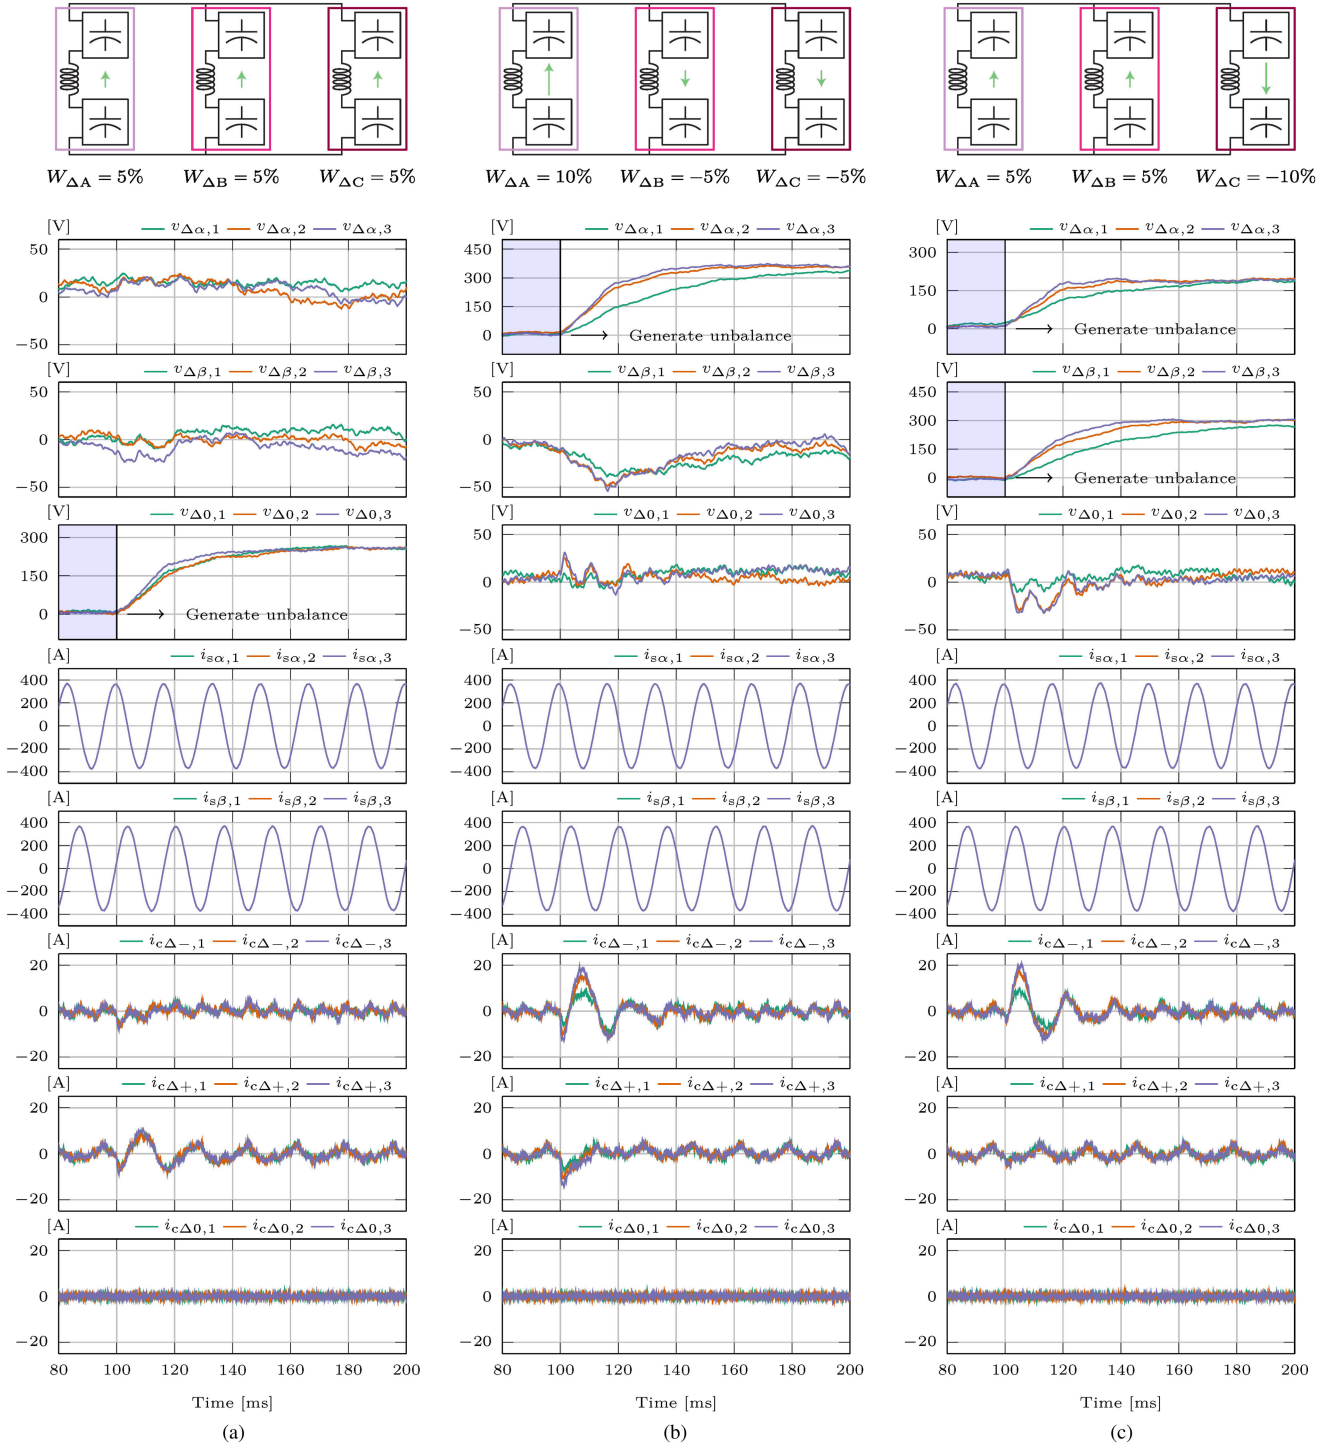 W_ΔA = 5% W_ΔB = 5% W_ΔC = 5% W_ΔA = 10% W_ΔB = −5% W_ΔC = −5% W_ΔA = 5% W_ΔB = 5% W_ΔC = −10%
[V] v_Δα,1 v_Δα,2 v_Δα,3 [V] v_Δα,1 v_Δα,2 v_Δα,3 [V] v_Δα,1 v_Δα,2 v_Δα,3
50 450 300
0 300 150
−50 150 0
0
Generate unbalance Generate unbalance
[V] v_Δβ,1 v_Δβ,2 v_Δβ,3 v_Δβ,1 v_Δβ,2 v_Δβ,3 [V] v_Δβ,1 v_Δβ,2 v_Δβ,3
50 50 450
0 0 300
−50 −50 150
0
Generate unbalance
[V] v_Δ0,1 v_Δ0,2 v_Δ0,3 [V] v_Δ0,1 v_Δ0,2 v_Δ0,3 [V] v_Δ0,1 v_Δ0,2 v_Δ0,3
300 50 50
150 0 0
0 −50 −50
Generate unbalance
[A] i_sα,1 i_sα,2 i_sα,3 [A] i_sα,1 i_sα,2 i_sα,3 [A] i_sα,1 i_sα,2 i_sα,3
400 400 400
200 200 200
0 0 0
−200 −200 −200
−400 −400 −400
[A] i_sβ,1 i_sβ,2 i_sβ,3 [A] i_sβ,1 i_sβ,2 i_sβ,3 [A] i_sβ,1 i_sβ,2 i_sβ,3
400 400 400
200 200 200
0 0 0
−200 −200 −200
−400 −400 −400
[A] i_cΔ−,1 i_cΔ−,2 i_cΔ−,3 [A] i_cΔ−,1 i_cΔ−,2 i_cΔ−,3 [A] i_cΔ−,1 i_cΔ−,2 i_cΔ−,3
20 20 20
0 0 0
−20 −20 −20
[A] i_cΔ+,1 i_cΔ+,2 i_cΔ+,3 [A] i_cΔ+,1 i_cΔ+,2 i_cΔ+,3 [A] i_cΔ+,1 i_cΔ+,2 i_cΔ+,3
20 20 20
0 0 0
−20 −20 −20
[A] i_cΔ0,1 i_cΔ0,2 i_cΔ0,3 [A] i_cΔ0,1 i_cΔ0,2 i_cΔ0,3 [A] i_cΔ0,1 i_cΔ0,2 i_cΔ0,3
20 20 20
0 0 0
−20 −20 −20
80 100 120 140 160 180 200 80 100 120 140 160 180 200 80 100 120 140 160 180 200
Time [ms] Time [ms] Time [ms]
(a) (b) (c)